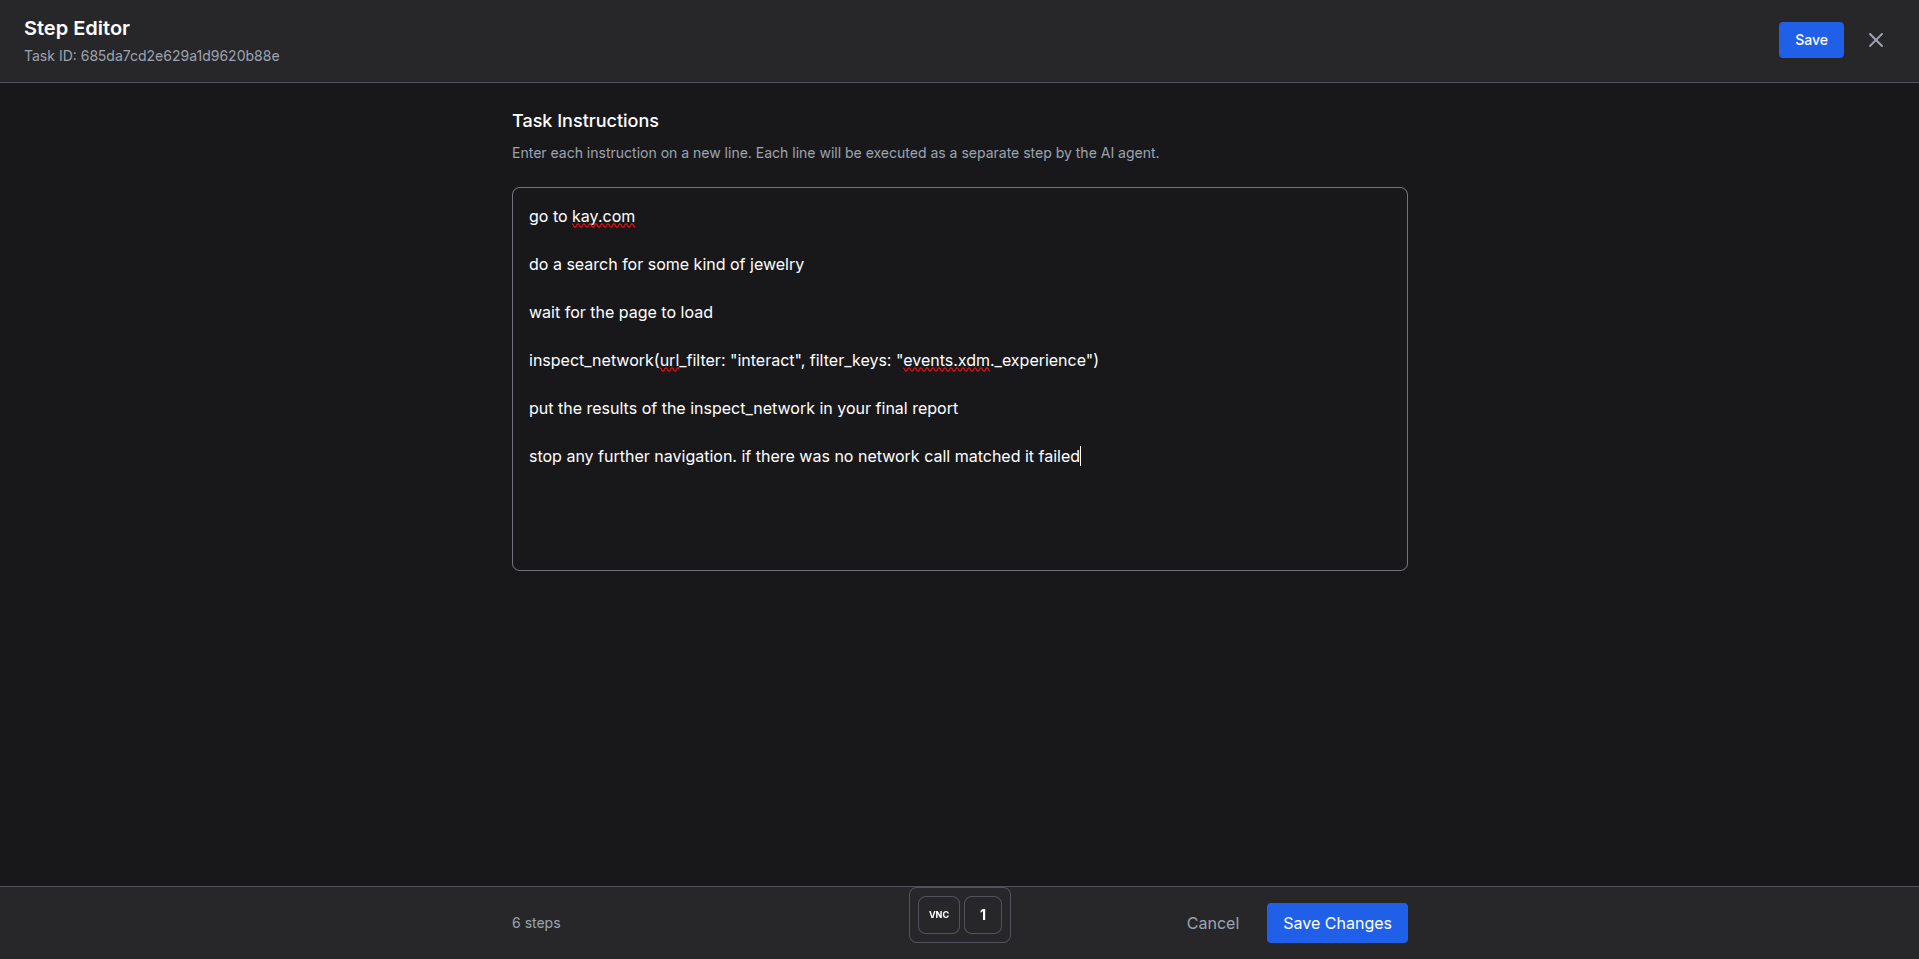 Step Editor
Task ID: 685da7cd2e629a1d9620b88e
Save
Task Instructions
Enter each instruction on a new line. Each line will be executed as a separate step by the AI agent.
go to kay.com
do a search for some kind of jewelry
wait for the page to load
inspect_network(url_filter: "interact", filter_keys: "events.xdm._experience")
put the results of the inspect_network in your final report
stop any further navigation. if there was no network call matched it failed
6 steps
VNC
1
Cancel
Save Changes